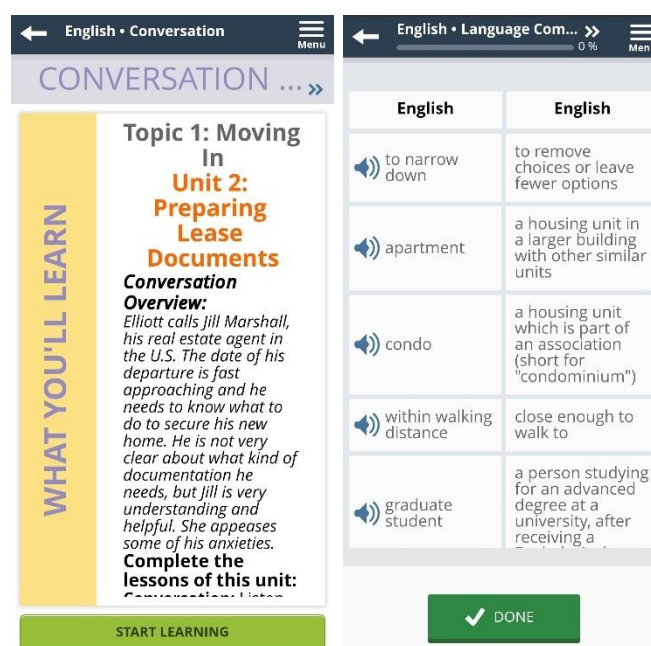 English • Conversation
Menu
CONVERSATION ... »
WHAT YOU'LL LEARN
Topic 1: Moving
In
Unit 2:
Preparing
Lease
Documents
Conversation
Overview:
Elliott calls Jill Marshall,
his real estate agent in
the U.S. The date of his
departure is fast
approaching and he
needs to know what to
do to secure his new
home. He is not very
clear about what kind of
documentation he
needs, but Jill is very
understanding and
helpful. She appeases
some of his anxieties.
Complete the
lessons of this unit:
START LEARNING
English • Language Com... »
0 %
Men
English
English
to narrow
down
to remove
choices or leave
fewer options
apartment
a housing unit in
a larger building
with other similar
units
condo
a housing unit
which is part of
an association
(short for
"condominium")
within walking
distance
close enough to
walk to
graduate
student
a person studying
for an advanced
degree at a
university, after
receiving a
DONE